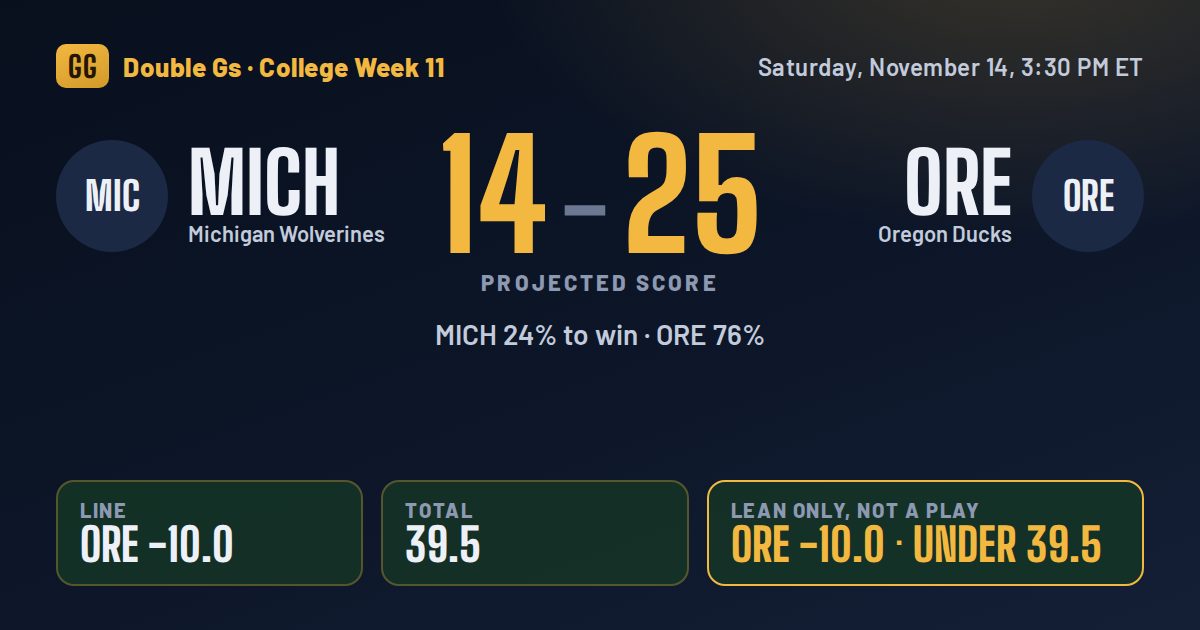 GG
Double Gs · College Week 11
Saturday, November 14, 3:30 PM ET
MIC
MICH
Michigan Wolverines
14 – 25
PROJECTED SCORE
MICH 24% to win · ORE 76%
ORE
Oregon Ducks
ORE
LINE
ORE −10.0
TOTAL
39.5
LEAN ONLY, NOT A PLAY
ORE −10.0 · UNDER 39.5